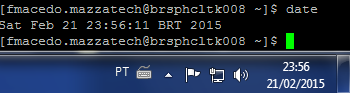 [fmacedo.mazzatech@brsphcltk008 ~]$ date
Sat Feb 21 23:56:11 BRT 2015
[fmacedo.mazzatech@brsphcltk008 ~]$
PT
23:56
21/02/2015